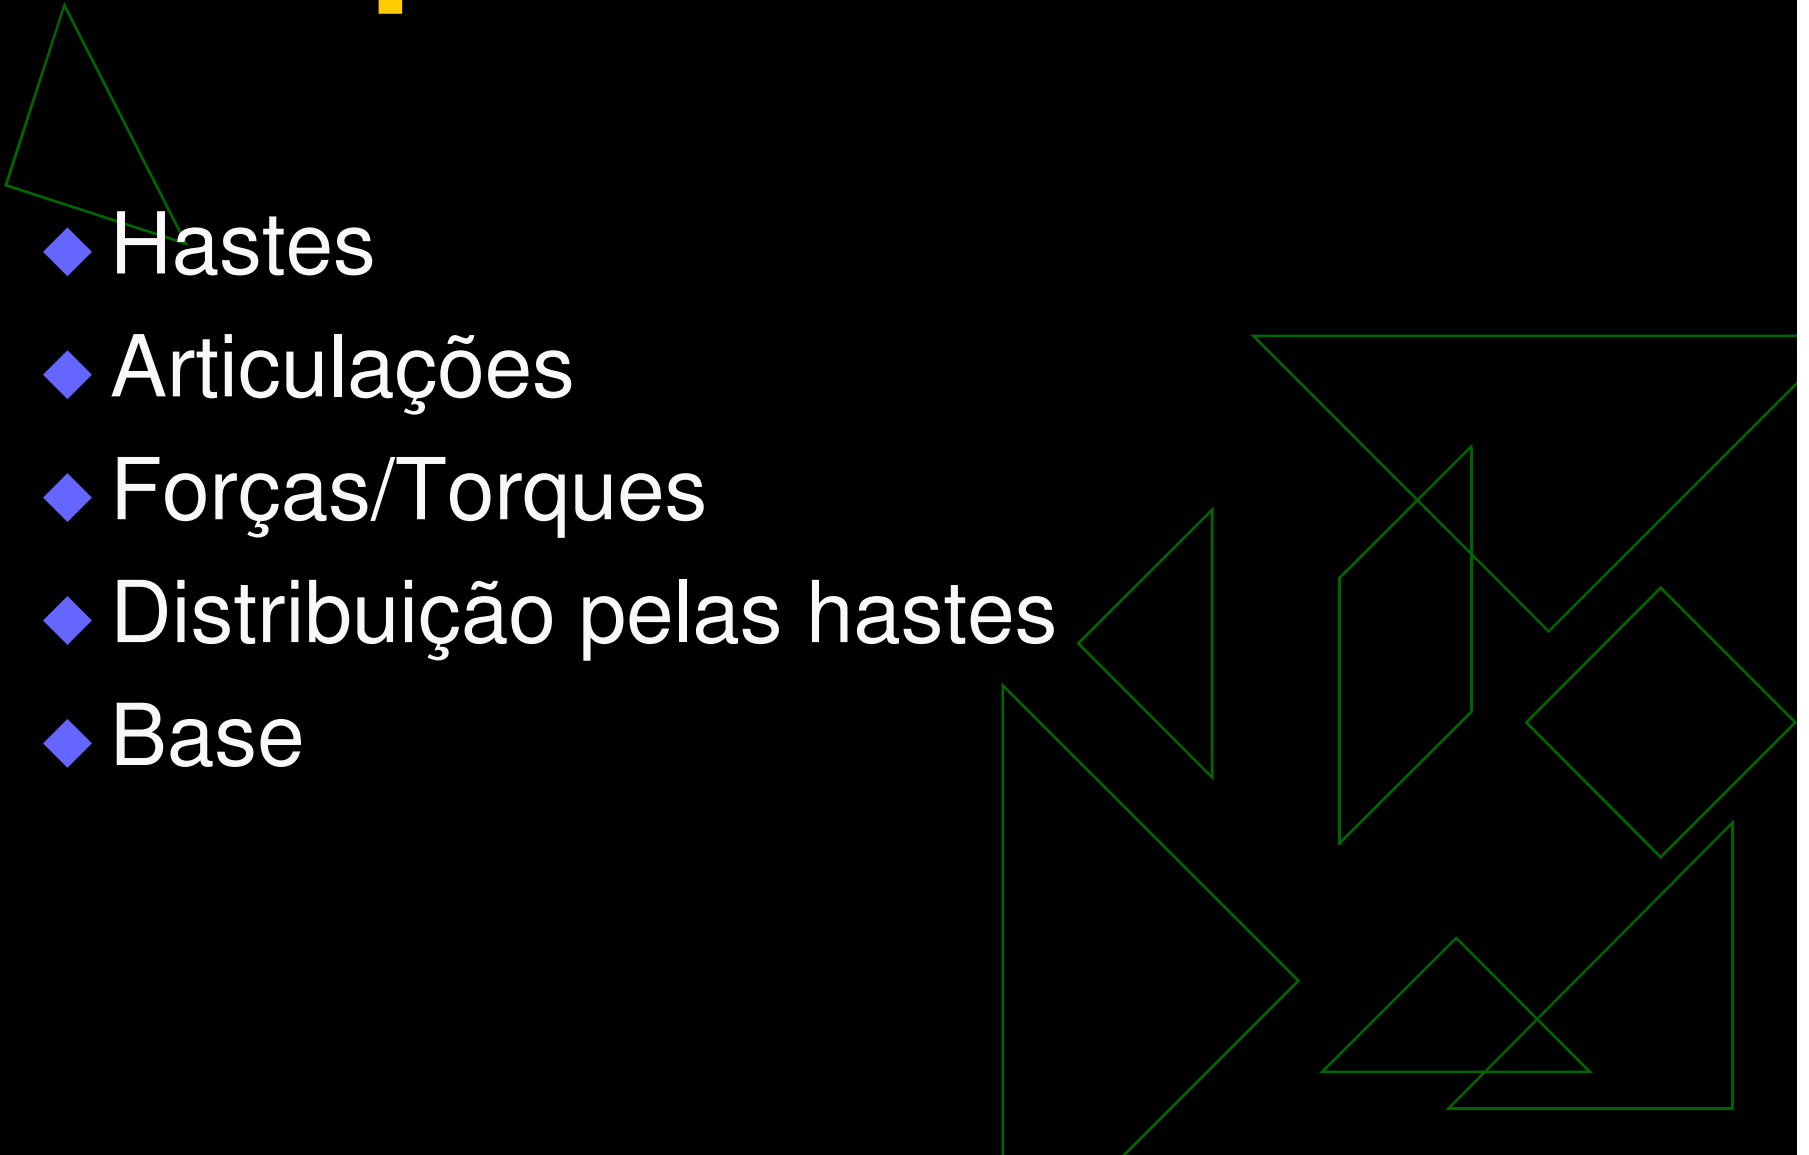 Hastes
Articulações
Forças/Torques
Distribuição pelas hastes
Base